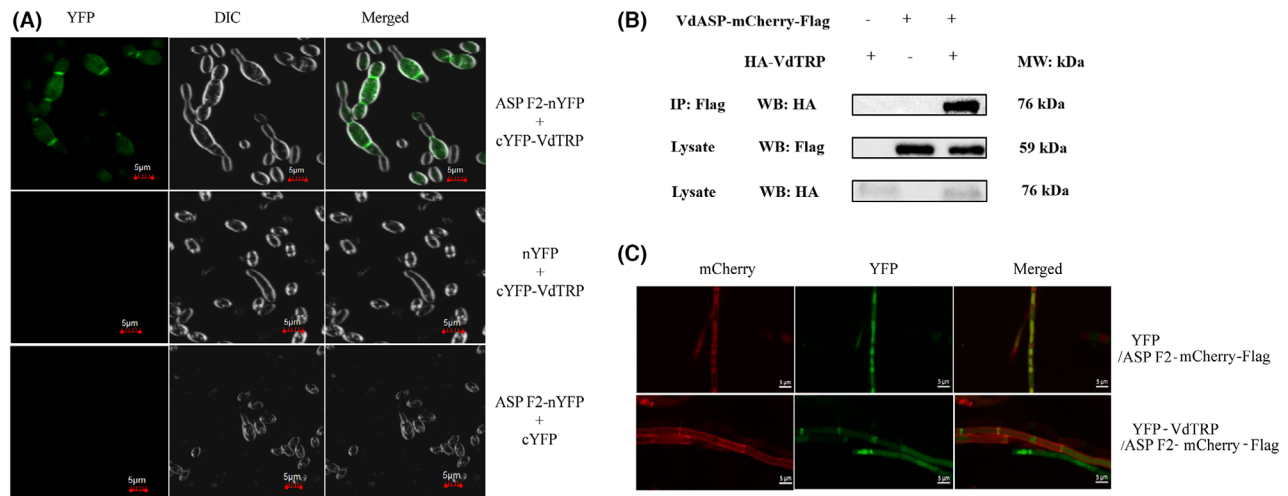 (A)
YFP DIC Merged
5μm 5μm 5μm
ASP F2-nYFP
+
cYFP-VdTRP
5μm 5μm 5μm
nYFP
+
cYFP-VdTRP
5μm 5μm 5μm
ASP F2-nYFP
+
cYFP
(B)
VdASP-mCherry-Flag - + +
HA-VdTRP + - + MW: kDa
IP: Flag WB: HA 76 kDa
Lysate WB: Flag 59 kDa
Lysate WB: HA 76 kDa
(C)
mCherry YFP Merged
5 μm 5 μm 5 μm
YFP
/ASP F2-mCherry-Flag
5 μm 5 μm 5 μm
YFP-VdTRP
/ASP F2-mCherry-Flag